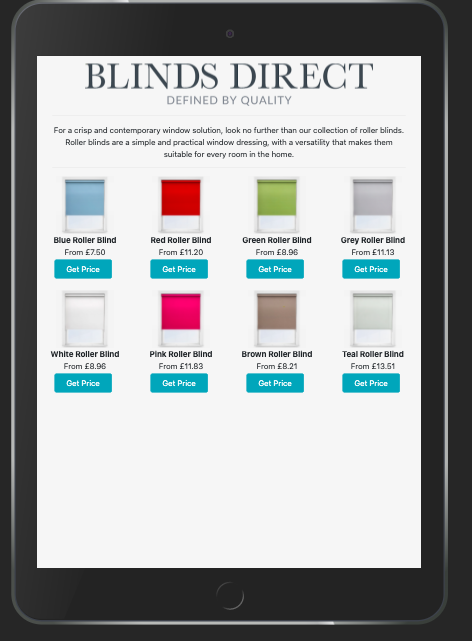 BLINDS DIRECT
DEFINED BY QUALITY
For a crisp and contemporary window solution, look no further than our collection of roller blinds.
Roller blinds are a simple and practical window dressing, with a versatility that makes them
suitable for every room in the home.
Blue Roller Blind Red Roller Blind Green Roller Blind Grey Roller Blind
From £7.50 From £11.20 From £8.96 From £11.13
Get Price Get Price Get Price Get Price
White Roller Blind Pink Roller Blind Brown Roller Blind Teal Roller Blind
From £8.96 From £11.83 From £8.21 From £13.51
Get Price Get Price Get Price Get Price